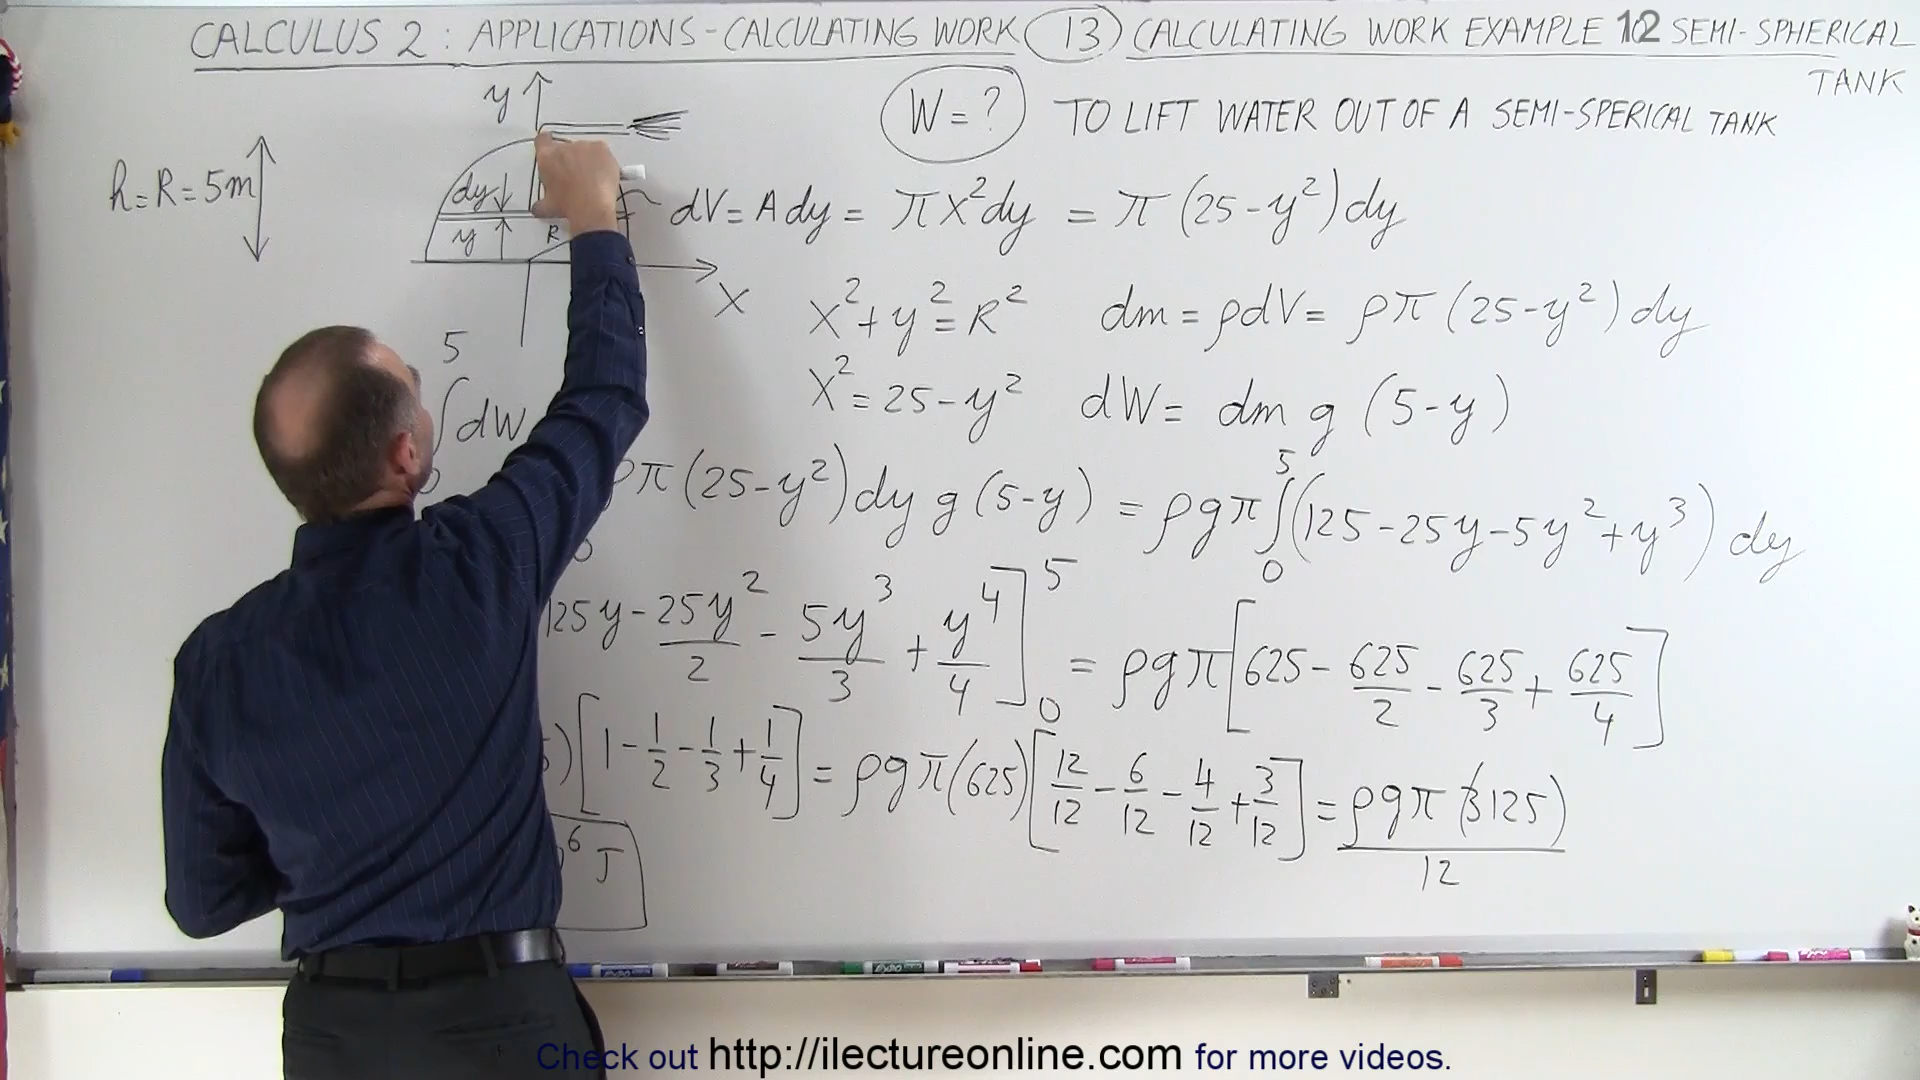 CALCULUS 2 : APPLICATIONS - CALCULATING WORK 13 CALCULATING WORK EXAMPLE 12 SEMI-SPHERICAL
TANK
W = ? TO LIFT WATER OUT OF A SEMI-SPERICAL TANK
y
h = R = 5m
dy
y
R
X
dV = A dy = πx²dy = π(25-y²)dy
x² + y² = R² dm = ρdV = ρπ(25-y²)dy
x² = 25-y² dW = dm g (5-y)
5
∫dW
ρπ(25-y²)dy g(5-y) = ρgπ∫₀⁵(125-25y-5y²+y³)dy
125y - 25y²/2 - 5y³/3 + y⁴/4]₀⁵ = ρgπ[625 - 625/2 - 625/3 + 625/4]
)[1 - 1/2 - 1/3 + 1/4] = ρgπ(625)[12/12 - 6/12 - 4/12 + 3/12] = ρgπ(3125)/12
⁶ J
EXPO
Check out http://ilectureonline.com for more videos.